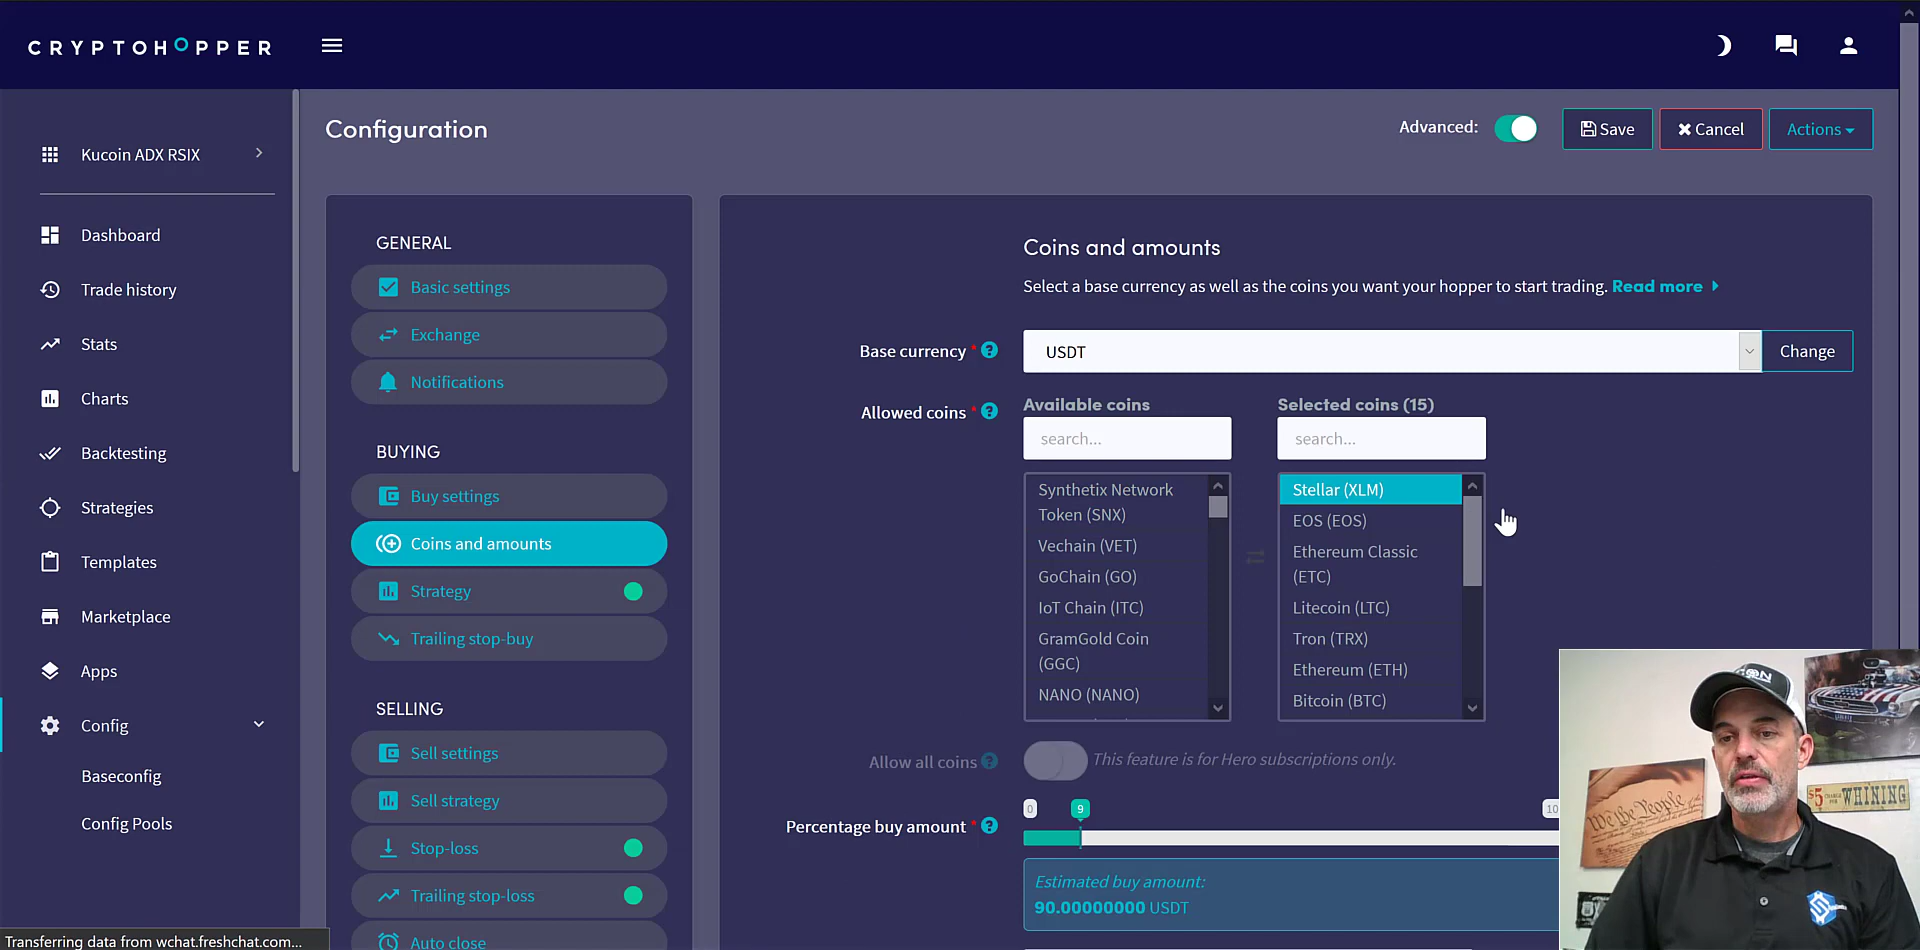 CRYPTOHOPPER
Configuration
Advanced:
Save
Cancel
Actions
Kucoin ADX RSIX
Dashboard
Trade history
Stats
Charts
Backtesting
Strategies
Templates
Marketplace
Apps
Config
Baseconfig
Config Pools
GENERAL
Basic settings
Exchange
Notifications
BUYING
Buy settings
Coins and amounts
Strategy
Trailing stop-buy
SELLING
Sell settings
Sell strategy
Stop-loss
Trailing stop-loss
Auto close
Coins and amounts
Select a base currency as well as the coins you want your hopper to start trading. Read more
Base currency *
USDT
Change
Allowed coins *
Available coins
search...
Synthetix Network
Token (SNX)
Vechain (VET)
GoChain (GO)
IoT Chain (ITC)
GramGold Coin
(GGC)
NANO (NANO)
Selected coins (15)
search...
Stellar (XLM)
EOS (EOS)
Ethereum Classic
(ETC)
Litecoin (LTC)
Tron (TRX)
Ethereum (ETH)
Bitcoin (BTC)
Allow all coins
This feature is for Hero subscriptions only.
0
9
10
Percentage buy amount *
Estimated buy amount:
90.00000000 USDT
We the People
$5 CHARGE FOR WHINING
Transferring data from wchat.freshchat.com...